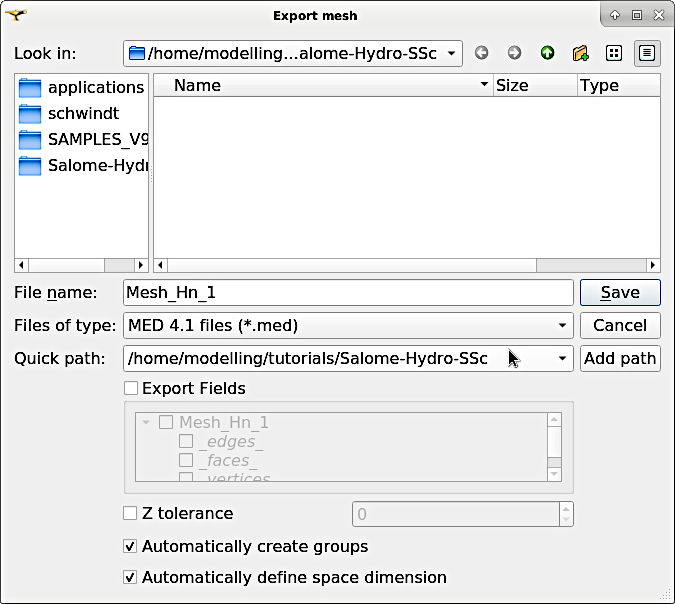 Export mesh
Look in: /home/modelling...alome-Hydro-SSc
applications
schwindt
SAMPLES_V9
Salome-Hydr
Name Size Type
File name: Mesh_Hn_1 Save
Files of type: MED 4.1 files (*.med) Cancel
Quick path: /home/modelling/tutorials/Salome-Hydro-SSc Add path
Export Fields
Mesh_Hn_1
_edges_
_faces_
_vertices_
Z tolerance 0
Automatically create groups
Automatically define space dimension